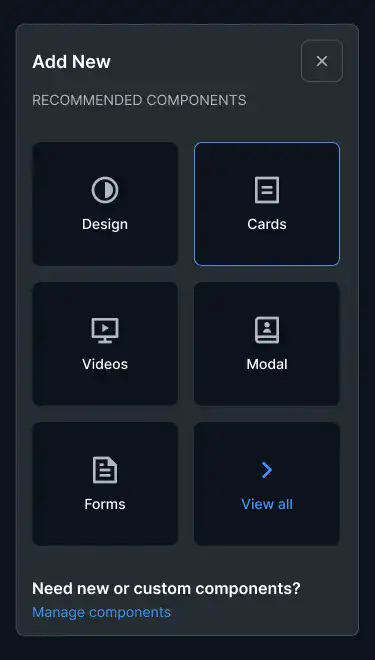 Add New
RECOMMENDED COMPONENTS
Design
Cards
Videos
Modal
Forms
View all
Need new or custom components?
Manage components